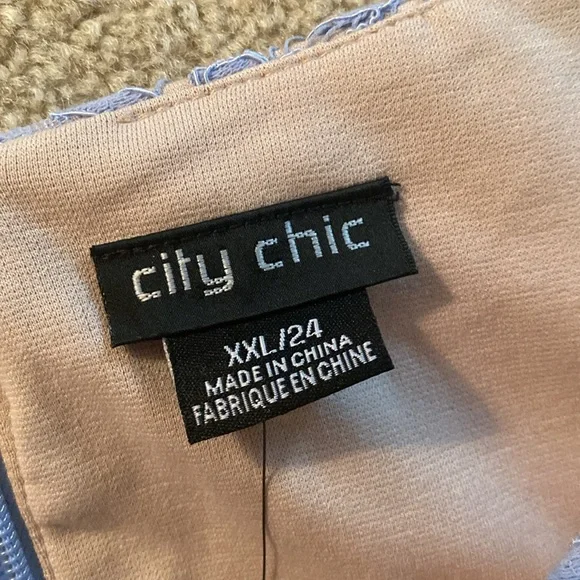 city chic
XXL/24
MADE IN CHINA
FABRIQUE EN CHINE